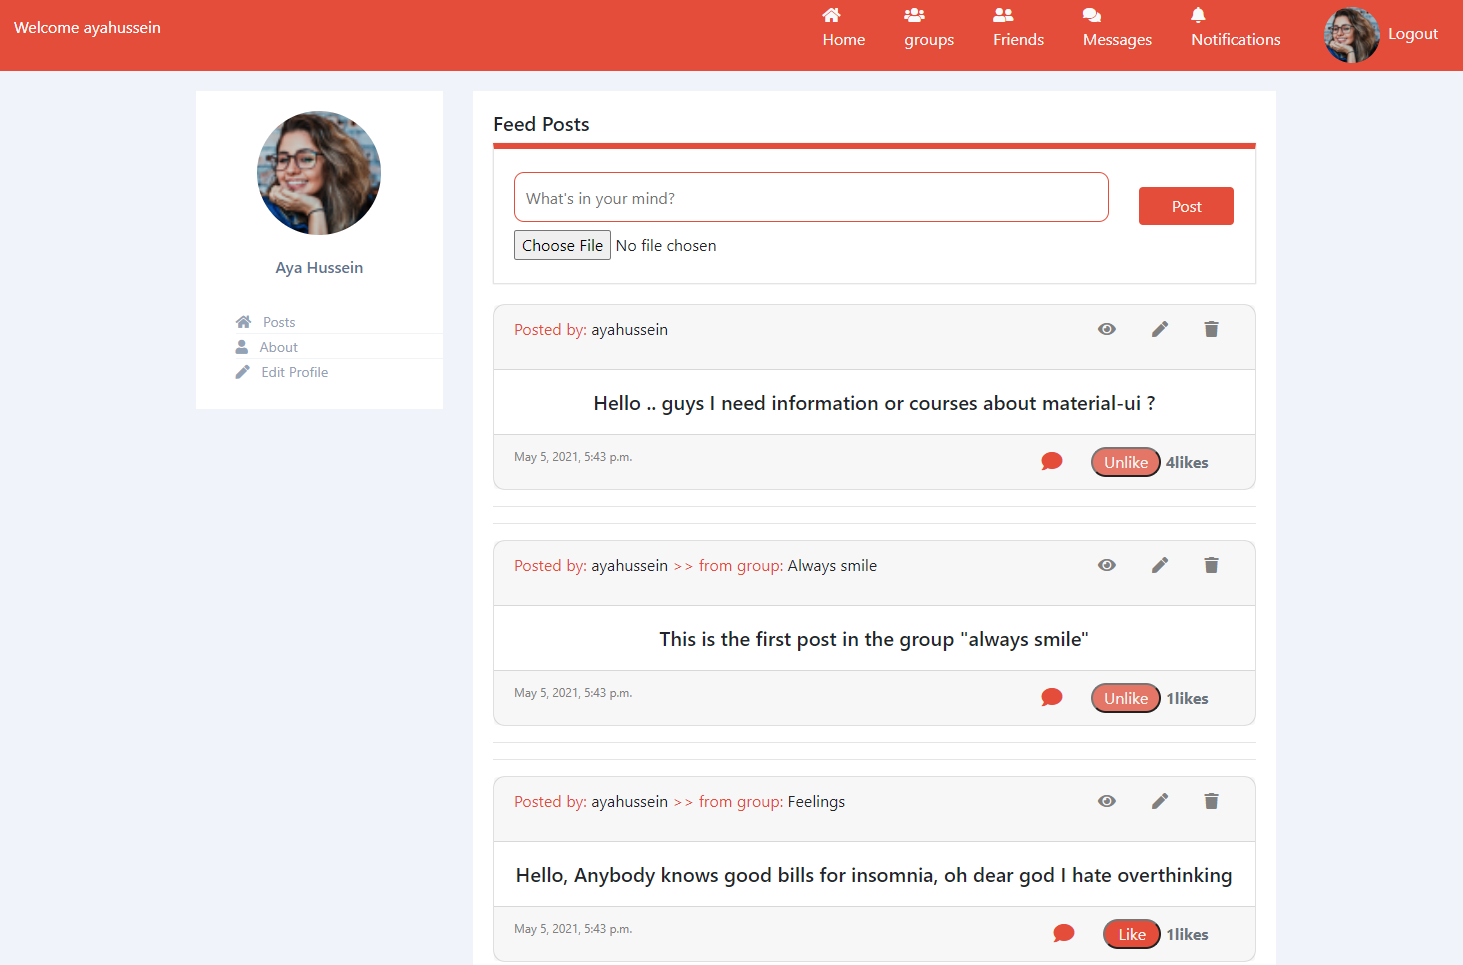 Welcome ayahussein
Home
groups
Friends
Messages
Notifications
Logout
Aya Hussein
Posts
About
Edit Profile
Feed Posts
What's in your mind?
Post
Choose File No file chosen
Posted by: ayahussein
Hello .. guys I need information or courses about material-ui ?
May 5, 2021, 5:43 p.m.
Unlike 4likes
Posted by: ayahussein >> from group: Always smile
This is the first post in the group "always smile"
May 5, 2021, 5:43 p.m.
Unlike 1likes
Posted by: ayahussein >> from group: Feelings
Hello, Anybody knows good bills for insomnia, oh dear god I hate overthinking
May 5, 2021, 5:43 p.m.
Like 1likes